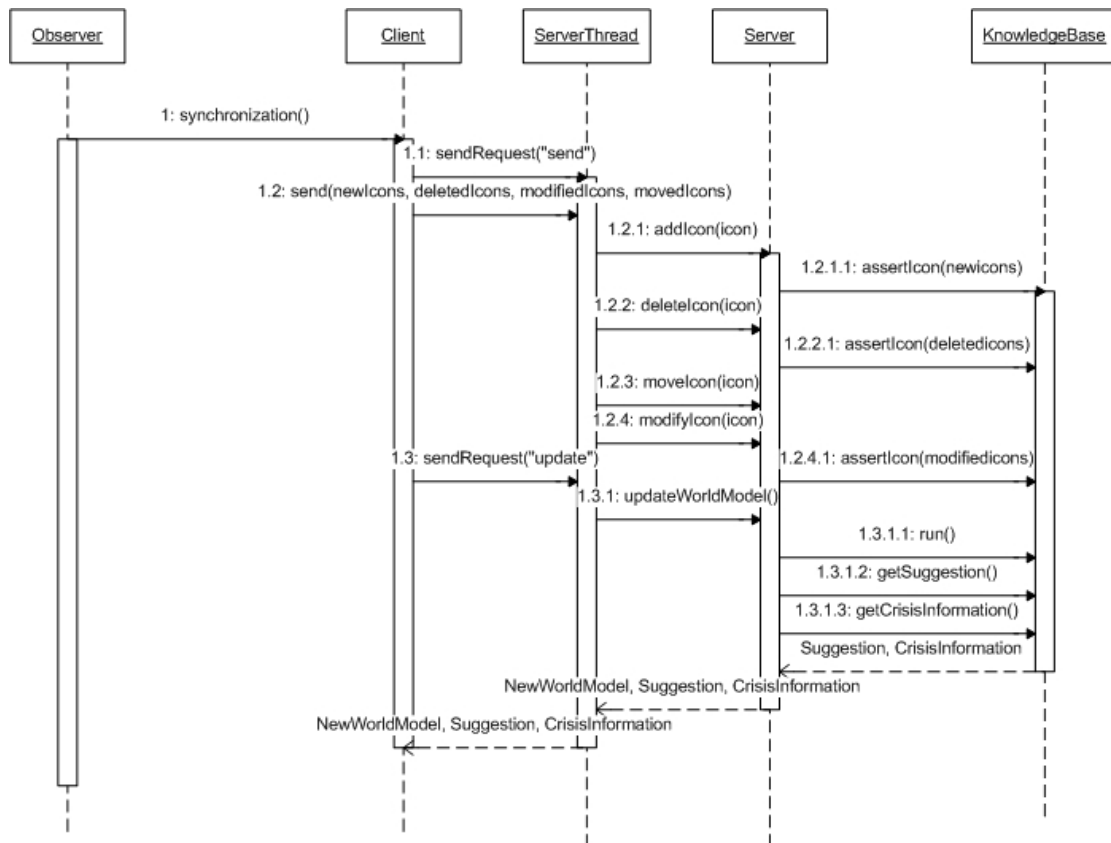 Observer
Client
ServerThread
Server
KnowledgeBase
1: synchronization()
1.1: sendRequest("send")
1.2: send(newIcons, deletedIcons, modifiedIcons, movedIcons)
1.2.1: addIcon(icon)
1.2.1.1: assertIcon(newicons)
1.2.2: deleteIcon(icon)
1.2.2.1: assertIcon(deletedicons)
1.2.3: moveIcon(icon)
1.2.4: modifyIcon(icon)
1.3: sendRequest("update")
1.2.4.1: assertIcon(modifiedicons)
1.3.1: updateWorldModel()
1.3.1.1: run()
1.3.1.2: getSuggestion()
1.3.1.3: getCrisisInformation()
Suggestion, CrisisInformation
NewWorldModel, Suggestion, CrisisInformation
NewWorldModel, Suggestion, CrisisInformation